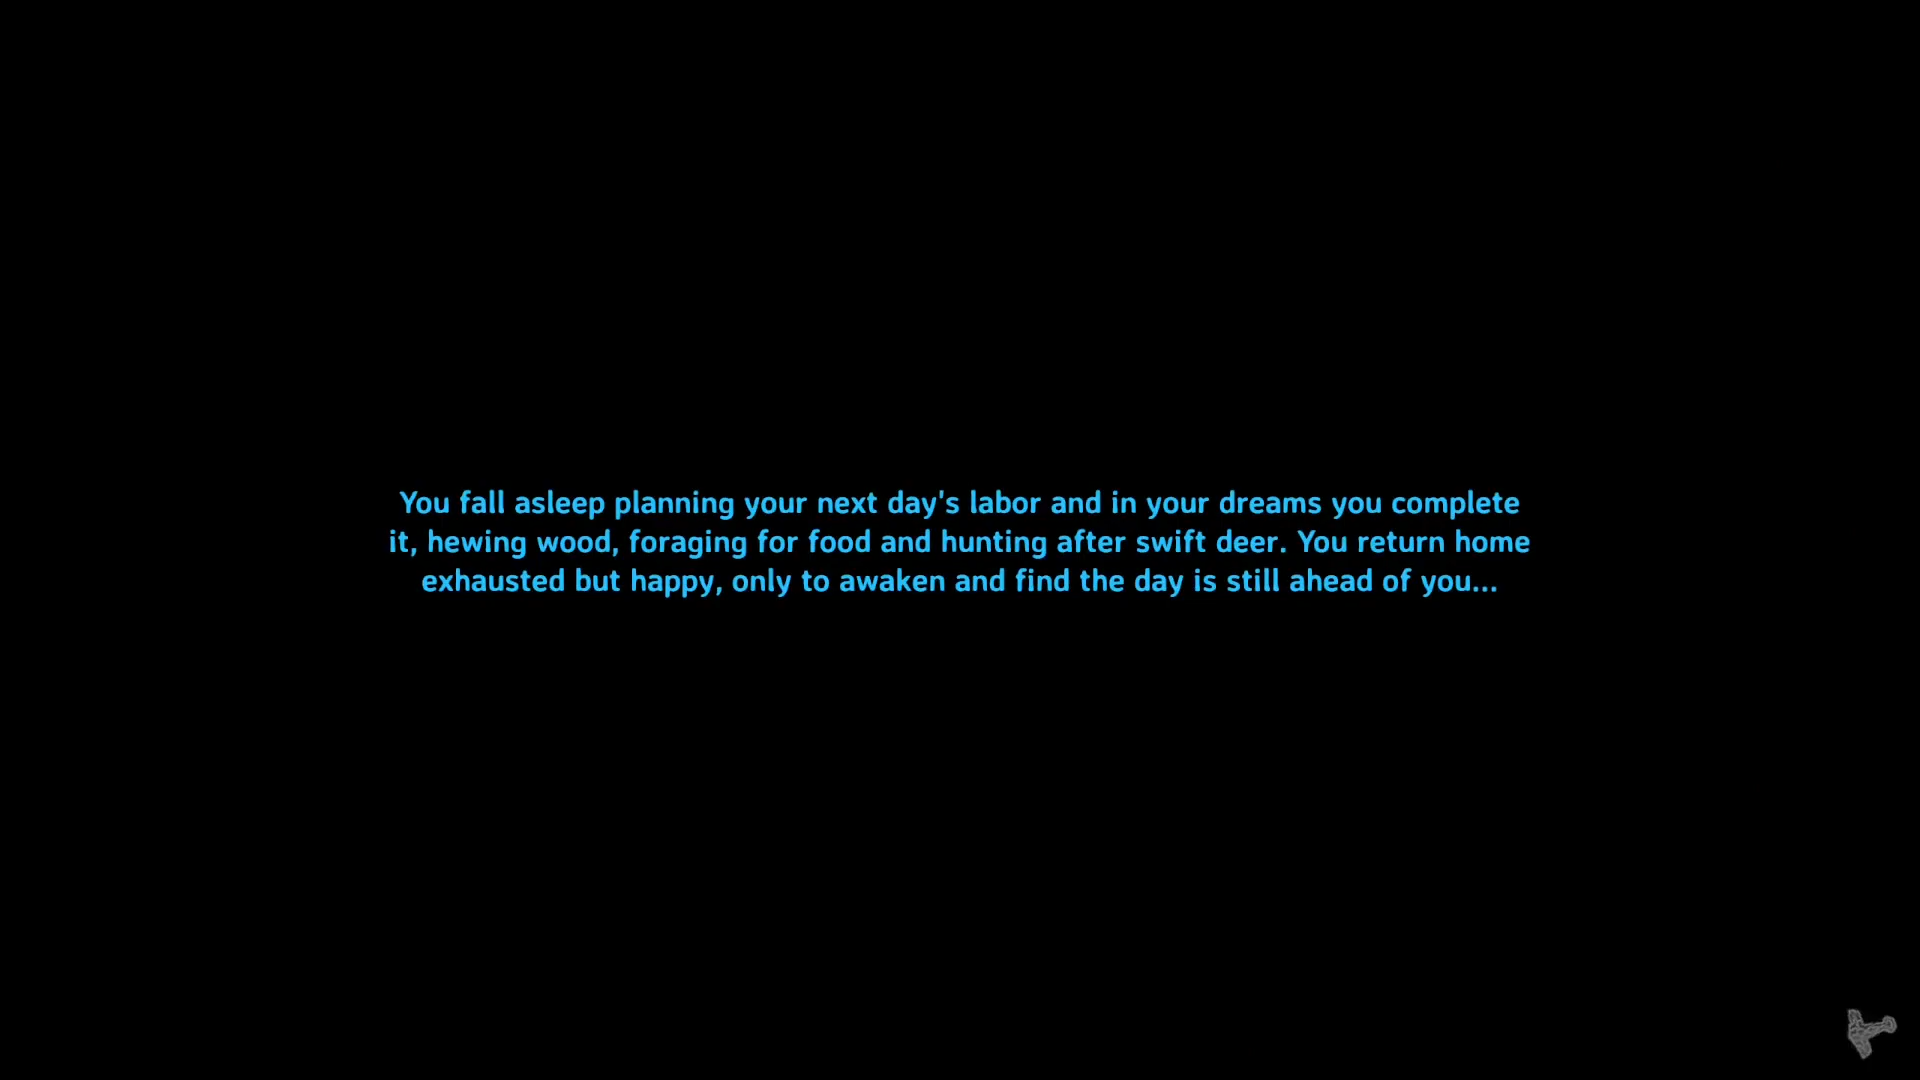 You fall asleep planning your next day's labor and in your dreams you complete
it, hewing wood, foraging for food and hunting after swift deer. You return home
exhausted but happy, only to awaken and find the day is still ahead of you...